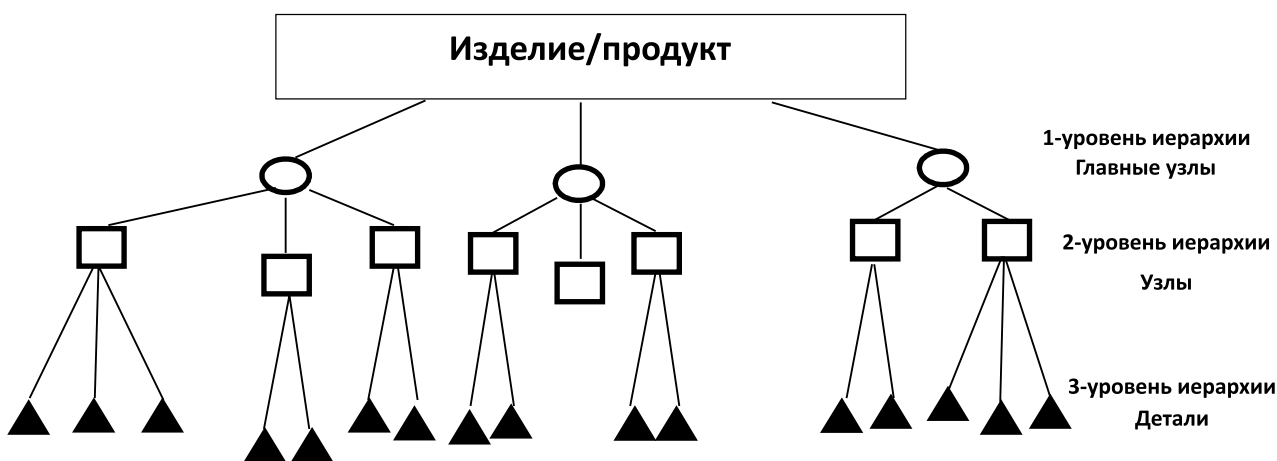 Изделие/продукт
1-уровень иерархии
Главные узлы
2-уровень иерархии
Узлы
3-уровень иерархии
Детали